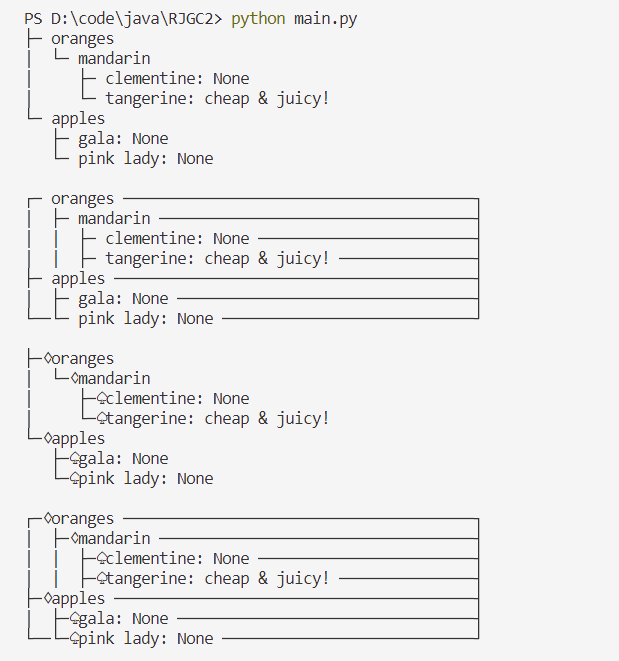 PS D:\code\java\RJGC2> python main.py
├─ oranges
│  └─ mandarin
│     ├─ clementine: None
│     └─ tangerine: cheap & juicy!
└─ apples
   ├─ gala: None
   └─ pink lady: None

┌─ oranges ───────────────────────────────────────┐
│  ├─ mandarin ───────────────────────────────────┤
│  │  ├─ clementine: None ────────────────────────┤
│  │  ├─ tangerine: cheap & juicy! ───────────────┤
├─ apples ────────────────────────────────────────┤
│  ├─ gala: None ─────────────────────────────────┤
└──└─ pink lady: None ────────────────────────────┘

├─♢oranges
│  └─♢mandarin
│     ├─♤clementine: None
│     └─♤tangerine: cheap & juicy!
└─♢apples
   ├─♤gala: None
   └─♤pink lady: None

┌─♢oranges ───────────────────────────────────────┐
│  ├─♢mandarin ───────────────────────────────────┤
│  │  ├─♤clementine: None ────────────────────────┤
│  │  ├─♤tangerine: cheap & juicy! ───────────────┤
├─♢apples ────────────────────────────────────────┤
│  ├─♤gala: None ─────────────────────────────────┤
└──└─♤pink lady: None ────────────────────────────┘